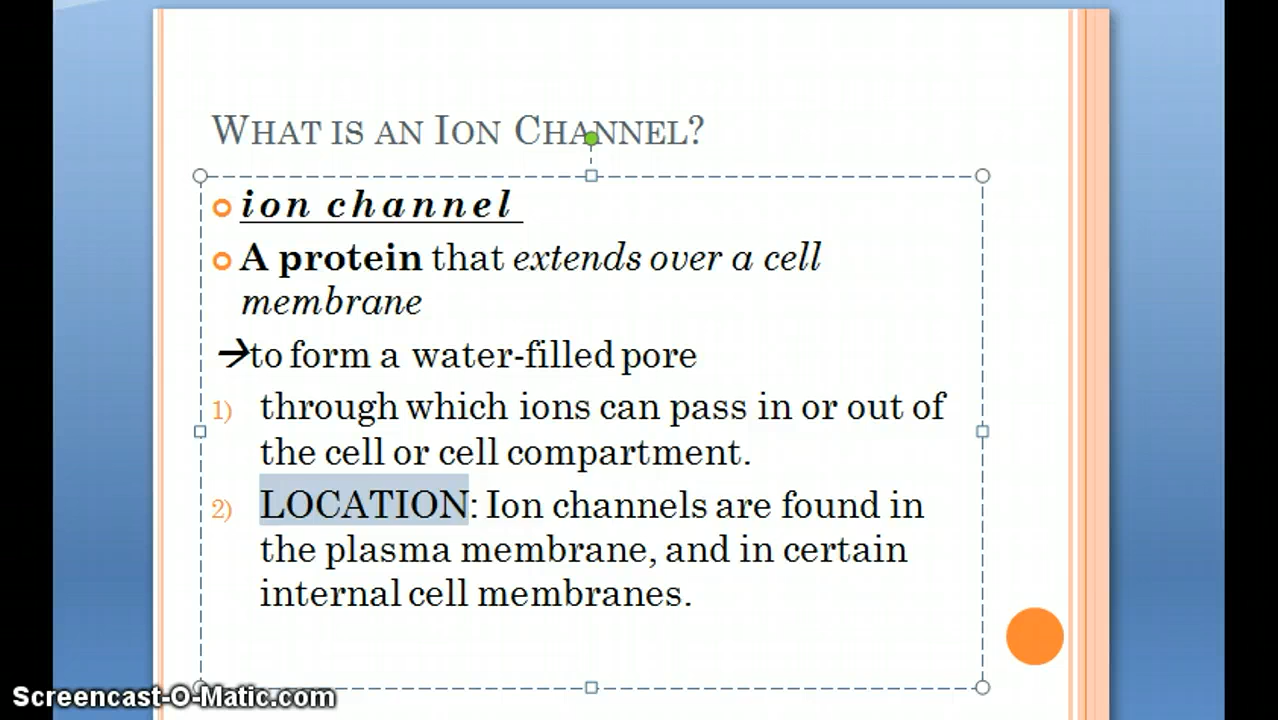 WHAT IS AN ION CHANNEL?
ion channel
A protein that extends over a cell
membrane
→to form a water-filled pore
1) through which ions can pass in or out of
the cell or cell compartment.
2) LOCATION: Ion channels are found in
the plasma membrane, and in certain
internal cell membranes.
Screencast-O-Matic.com